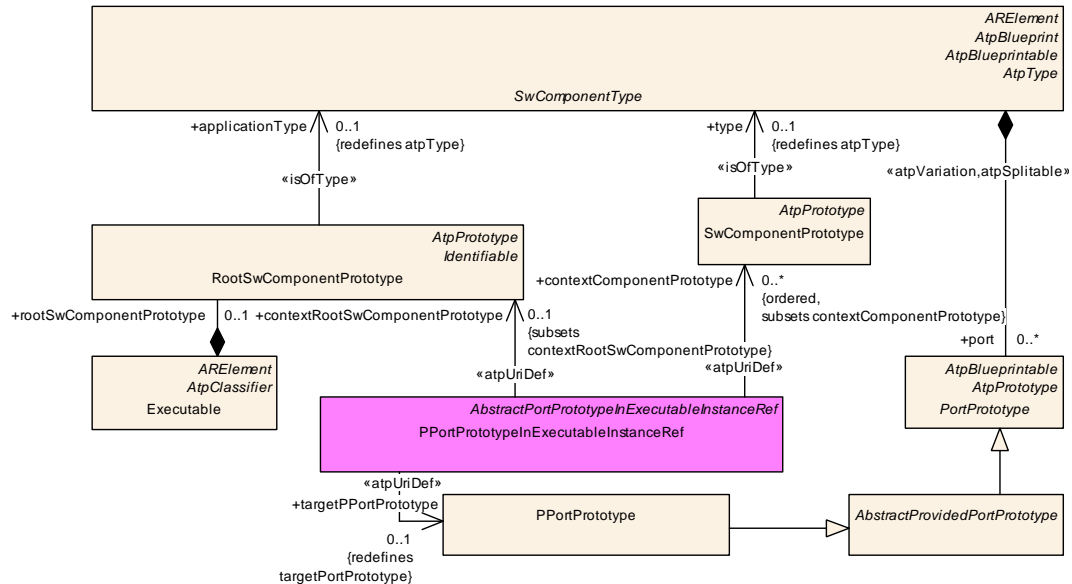 ARElement
AtpBlueprint
AtpBlueprintable
AtpType
SwComponentType
+applicationType
0..1
{redefines atpType}
«isOfType»
+type
0..1
{redefines atpType}
«isOfType»
«atpVariation,atpSplitable»
AtpPrototype
SwComponentPrototype
AtpPrototype
Identifiable
RootSwComponentPrototype
+contextComponentPrototype
0..*
{ordered,
subsets contextComponentPrototype}
«atpUriDef»
+rootSwComponentPrototype
0..1
+contextRootSwComponentPrototype
0..1
{subsets
contextRootSwComponentPrototype}
«atpUriDef»
+port
0..*
ARElement
AtpClassifier
Executable
AtpBlueprintable
AtpPrototype
PortPrototype
AbstractPortPrototypeInExecutableInstanceRef
PPortPrototypeInExecutableInstanceRef
«atpUriDef»
+targetPPortPrototype
0..1
{redefines
targetPortPrototype}
PPortPrototype
AbstractProvidedPortPrototype